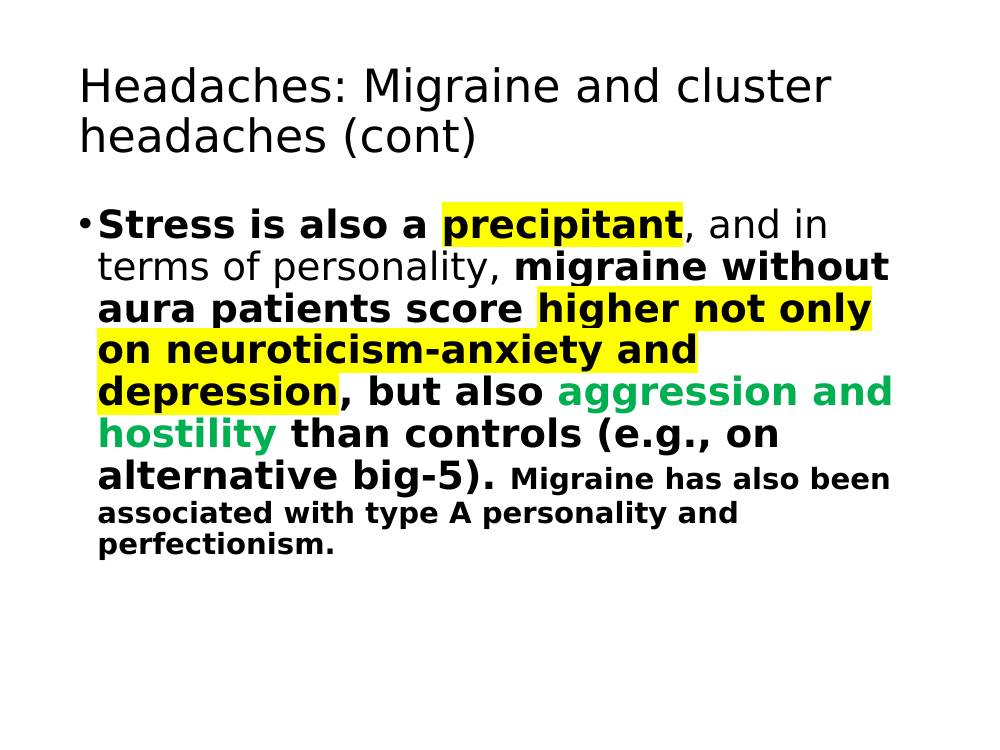 Headaches: Migraine and cluster
headaches (cont)
•Stress is also a precipitant, and in
terms of personality, migraine without
aura patients score higher not only
on neuroticism-anxiety and
depression, but also aggression and
hostility than controls (e.g., on
alternative big-5). Migraine has also been
associated with type A personality and
perfectionism.